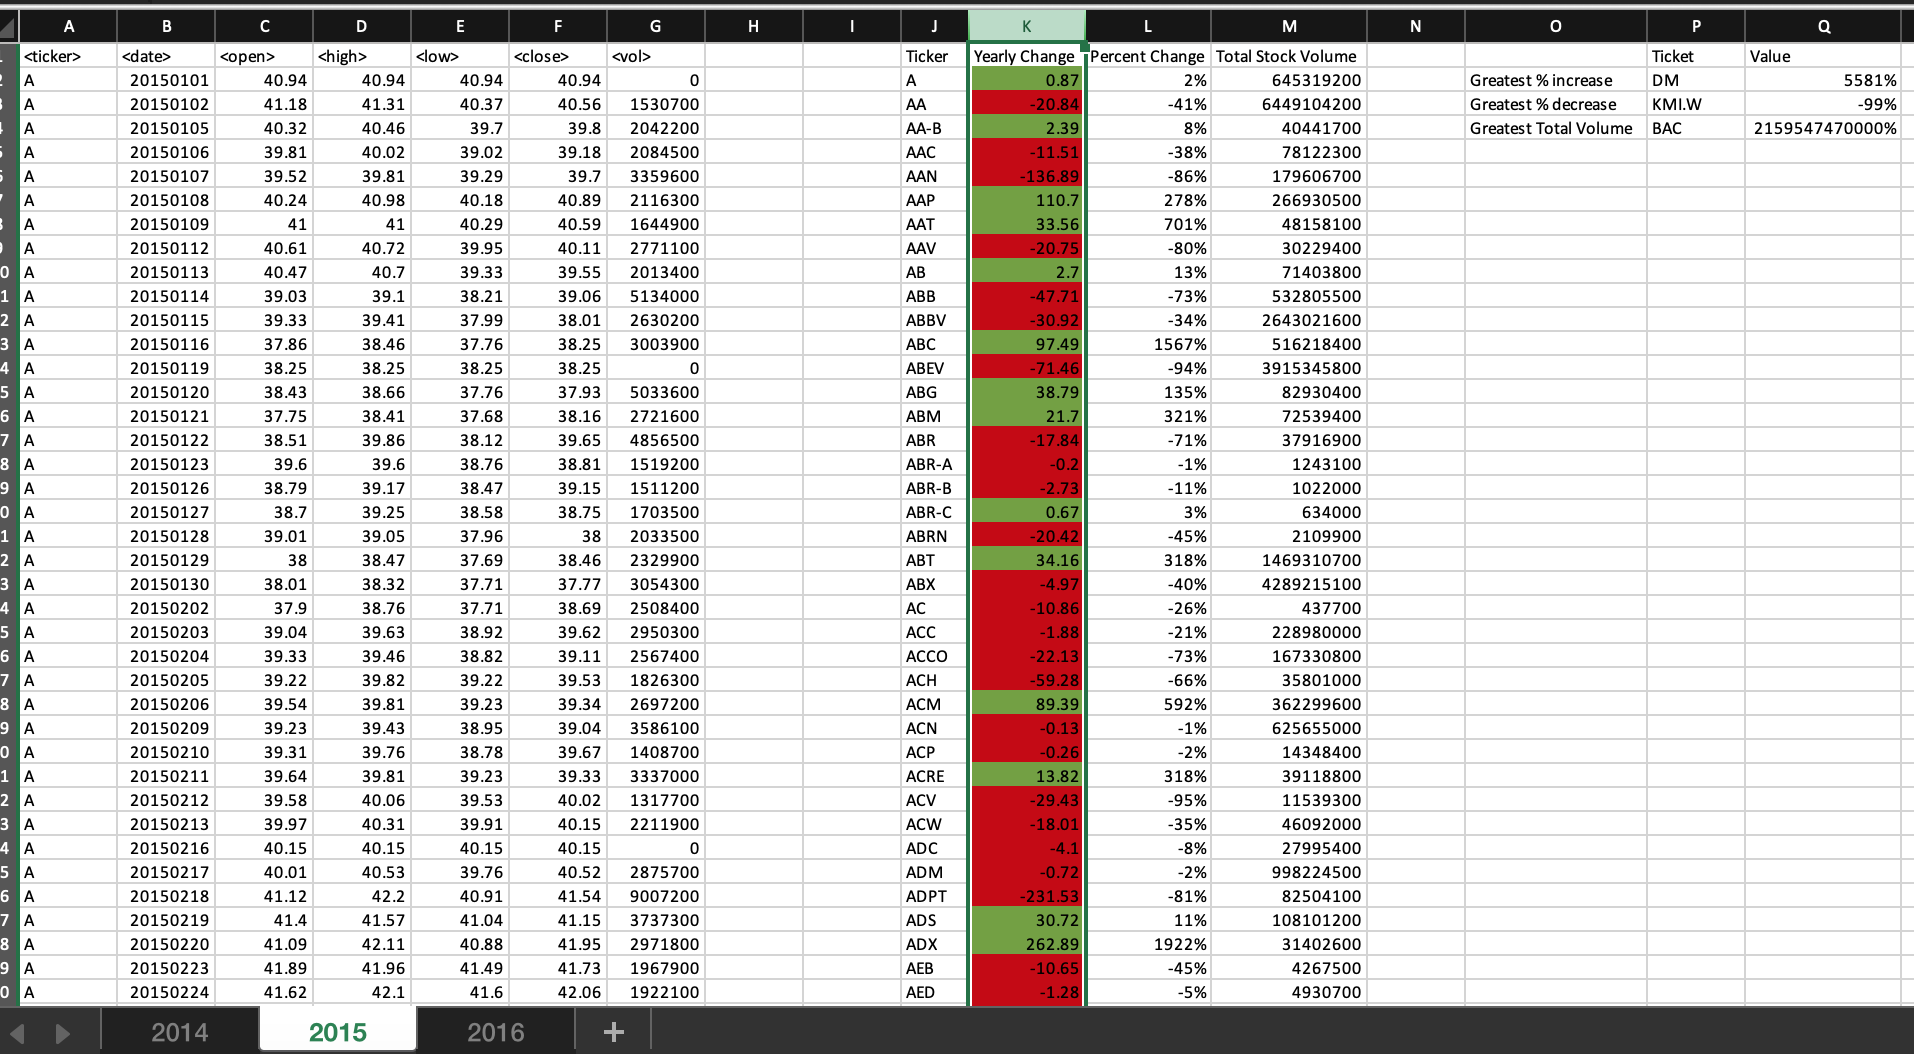 A B C D E F G H I J K L M N O P Q
<ticker> <date> <open> <high> <low> <close> <vol> Ticker Yearly Change Percent Change Total Stock Volume Ticket Value
A 20150101 40.94 40.94 40.94 40.94 0 A 0.87 2% 645319200 Greatest % increase DM 5581%
A 20150102 41.18 41.31 40.37 40.56 1530700 AA -20.84 -41% 6449104200 Greatest % decrease KMI.W -99%
A 20150105 40.32 40.46 39.7 39.8 2042200 AA-B 2.39 8% 40441700 Greatest Total Volume BAC 2159547470000%
A 20150106 39.81 40.02 39.02 39.18 2084500 AAC -11.51 -38% 78122300
A 20150107 39.52 39.81 39.29 39.7 3359600 AAN -136.89 -86% 179606700
A 20150108 40.24 40.98 40.18 40.89 2116300 AAP 110.7 278% 266930500
A 20150109 41 41 40.29 40.59 1644900 AAT 33.56 701% 48158100
A 20150112 40.61 40.72 39.95 40.11 2771100 AAV -20.75 -80% 30229400
0 A 20150113 40.47 40.7 39.33 39.55 2013400 AB 2.7 13% 71403800
1 A 20150114 39.03 39.1 38.21 39.06 5134000 ABB -47.71 -73% 532805500
2 A 20150115 39.33 39.41 37.99 38.01 2630200 ABBV -30.92 -34% 2643021600
3 A 20150116 37.86 38.46 37.76 38.25 3003900 ABC 97.49 1567% 516218400
4 A 20150119 38.25 38.25 38.25 38.25 0 ABEV -71.46 -94% 3915345800
5 A 20150120 38.43 38.66 37.76 37.93 5033600 ABG 38.79 135% 82930400
6 A 20150121 37.75 38.41 37.68 38.16 2721600 ABM 21.7 321% 72539400
7 A 20150122 38.51 39.86 38.12 39.65 4856500 ABR -17.84 -71% 37916900
8 A 20150123 39.6 39.6 38.76 38.81 1519200 ABR-A -0.2 -1% 1243100
9 A 20150126 38.79 39.17 38.47 39.15 1511200 ABR-B -2.73 -11% 1022000
0 A 20150127 38.7 39.25 38.58 38.75 1703500 ABR-C 0.67 3% 634000
1 A 20150128 39.01 39.05 37.96 38 2033500 ABRN -20.42 -45% 2109900
2 A 20150129 38 38.47 37.69 38.46 2329900 ABT 34.16 318% 1469310700
3 A 20150130 38.01 38.32 37.71 37.77 3054300 ABX -4.97 -40% 4289215100
4 A 20150202 37.9 38.76 37.71 38.69 2508400 AC -10.86 -26% 437700
5 A 20150203 39.04 39.63 38.92 39.62 2950300 ACC -1.88 -21% 228980000
6 A 20150204 39.33 39.46 38.82 39.11 2567400 ACCO -22.13 -73% 167330800
7 A 20150205 39.22 39.82 39.22 39.53 1826300 ACH -59.28 -66% 35801000
8 A 20150206 39.54 39.81 39.23 39.34 2697200 ACM 89.39 592% 362299600
9 A 20150209 39.23 39.43 38.95 39.04 3586100 ACN -0.13 -1% 625655000
0 A 20150210 39.31 39.76 38.78 39.67 1408700 ACP -0.26 -2% 14348400
1 A 20150211 39.64 39.81 39.23 39.33 3337000 ACRE 13.82 318% 39118800
2 A 20150212 39.58 40.06 39.53 40.02 1317700 ACV -29.43 -95% 11539300
3 A 20150213 39.97 40.31 39.91 40.15 2211900 ACW -18.01 -35% 46092000
4 A 20150216 40.15 40.15 40.15 40.15 0 ADC -4.1 -8% 27995400
5 A 20150217 40.01 40.53 39.76 40.52 2875700 ADM -0.72 -2% 998224500
6 A 20150218 41.12 42.2 40.91 41.54 9007200 ADPT -231.53 -81% 82504100
7 A 20150219 41.4 41.57 41.04 41.15 3737300 ADS 30.72 11% 108101200
8 A 20150220 41.09 42.11 40.88 41.95 2971800 ADX 262.89 1922% 31402600
9 A 20150223 41.89 41.96 41.49 41.73 1967900 AEB -10.65 -45% 4267500
0 A 20150224 41.62 42.1 41.6 42.06 1922100 AED -1.28 -5% 4930700
2014 2015 2016 +